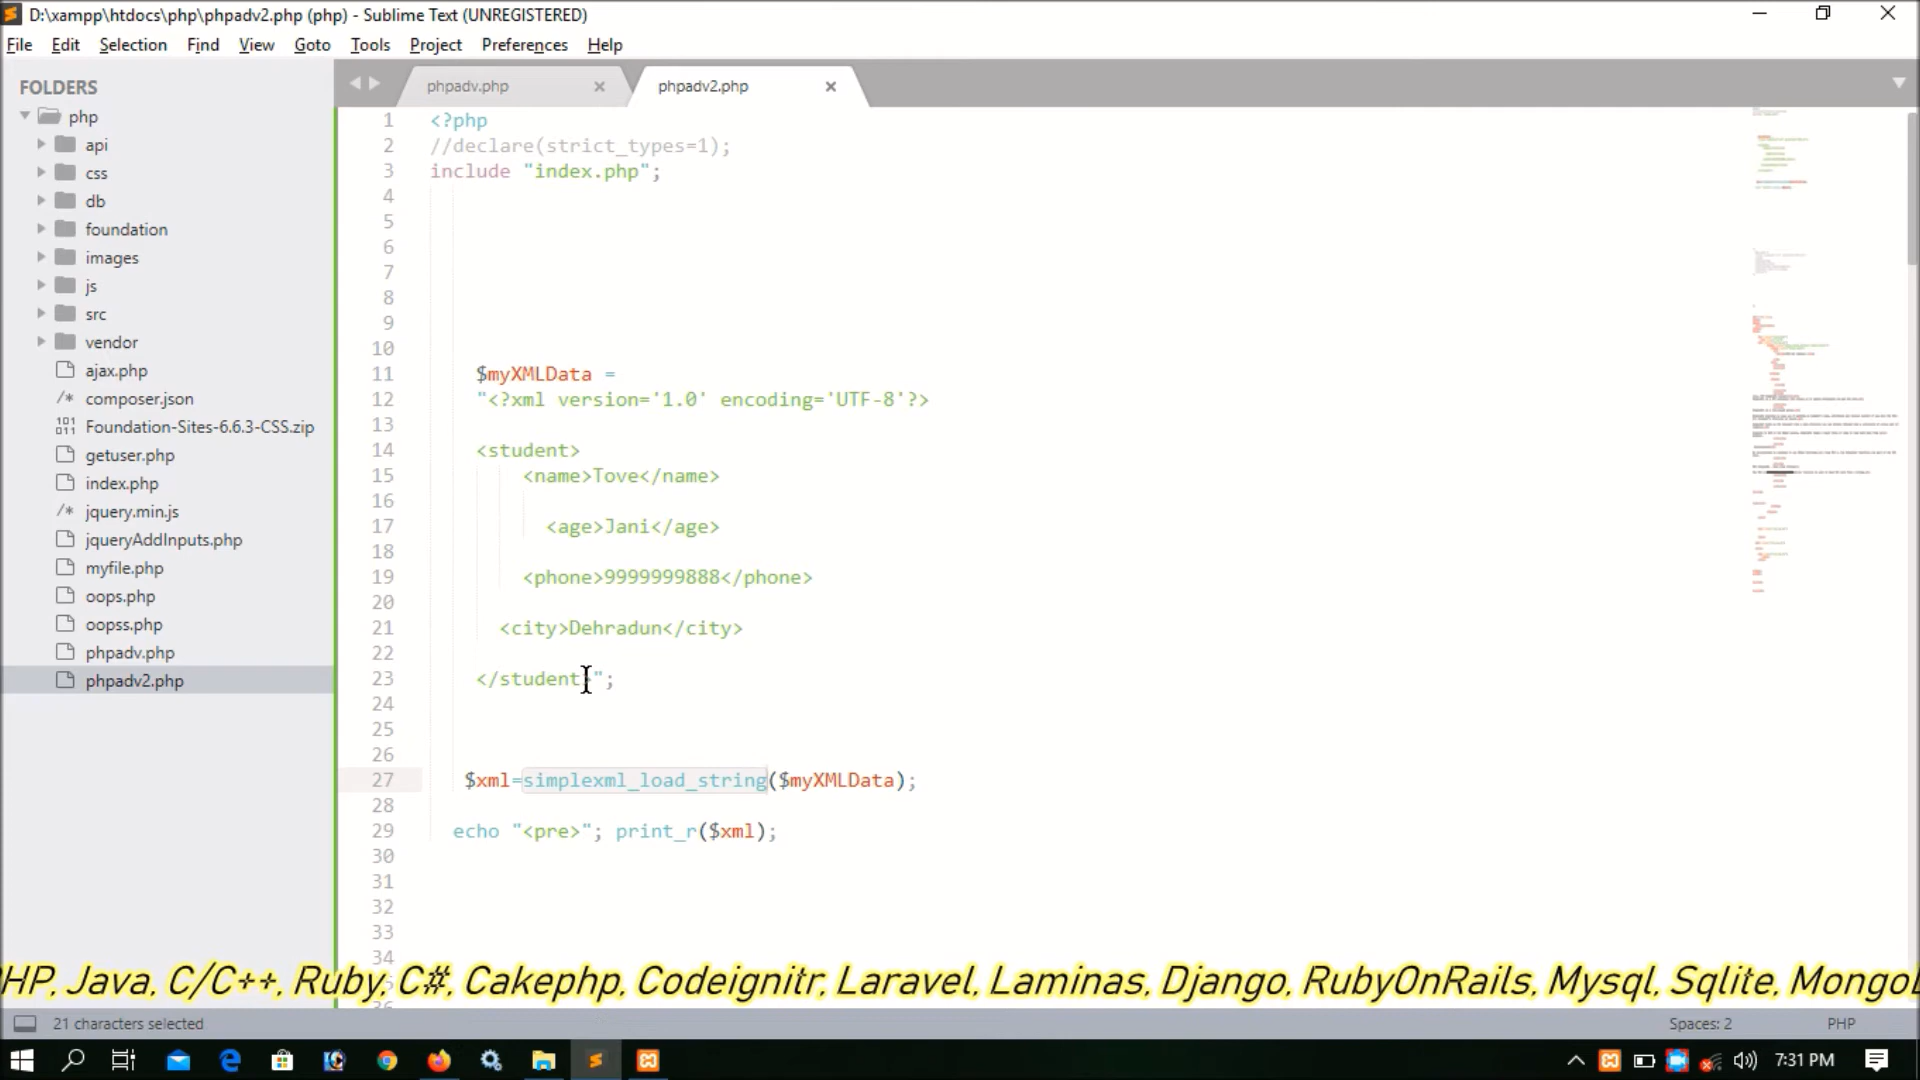 D:\xampp\htdocs\php\phpadv2.php (php) - Sublime Text (UNREGISTERED)
File Edit Selection Find View Goto Tools Project Preferences Help
FOLDERS
php
api
css
db
foundation
images
js
src
vendor
ajax.php
/* composer.json
101
011 Foundation-Sites-6.6.3-CSS.zip
getuser.php
index.php
/* jquery.min.js
jqueryAddInputs.php
myfile.php
oops.php
oopss.php
phpadv.php
phpadv2.php
phpadv.php phpadv2.php
1 <?php
2 //declare(strict_types=1);
3 include "index.php";
4
5
6
7
8
9
10
11 $myXMLData =
12 "<?xml version='1.0' encoding='UTF-8'?>
13
14 <student>
15 <name>Tove</name>
16
17 <age>Jani</age>
18
19 <phone>9999999888</phone>
20
21 <city>Dehradun</city>
22
23 </student>";
24
25
26
27 $xml=simplexml_load_string($myXMLData);
28
29 echo "<pre>"; print_r($xml);
30
31
32
33
34
HP, Java, C/C++, Ruby, C#, Cakephp, Codeignitr, Laravel, Laminas, Django, RubyOnRails, Mysql, Sqlite, MongoD
21 characters selected Spaces: 2 PHP
7:31 PM